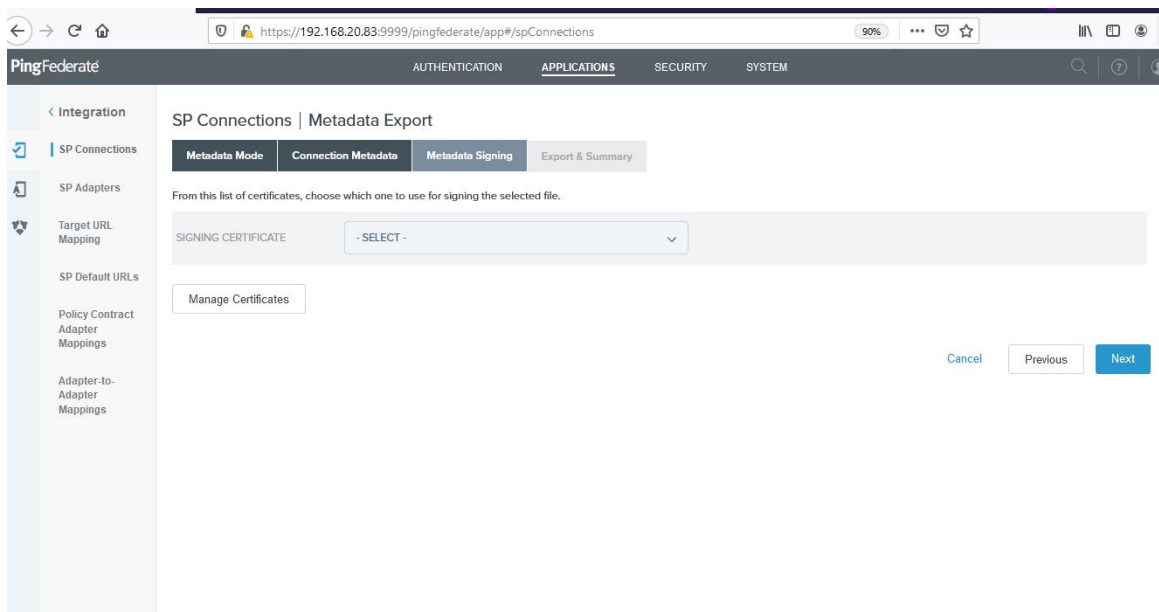 https://192.168.20.83:9999/pingfederate/app#/spConnections
90%
PingFederate
AUTHENTICATION
APPLICATIONS
SECURITY
SYSTEM
Integration
SP Connections
SP Adapters
Target URL
Mapping
SP Default URLs
Policy Contract
Adapter
Mappings
Adapter-to-
Adapter
Mappings
SP Connections | Metadata Export
Metadata Mode
Connection Metadata
Metadata Signing
Export & Summary
From this list of certificates, choose which one to use for signing the selected file.
SIGNING CERTIFICATE
- SELECT -
Manage Certificates
Cancel
Previous
Next